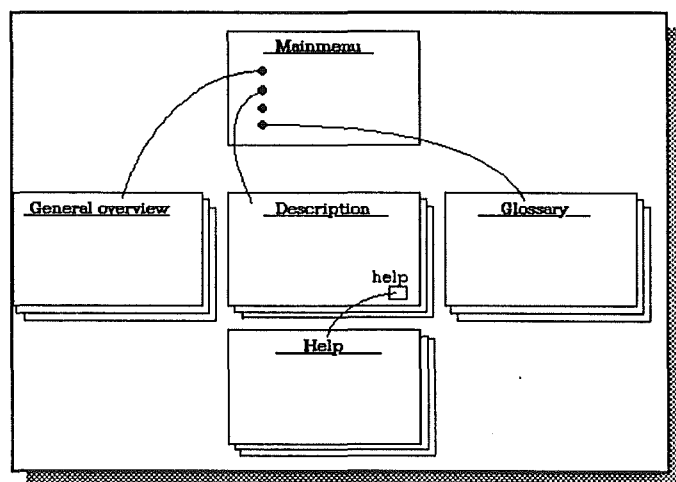 Mainmenu
General overview
Description
Glossary
help
Help